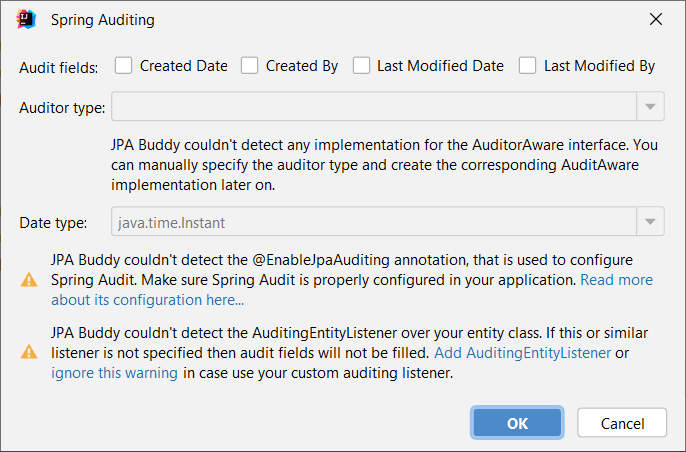 Spring Auditing
Audit fields: Created Date Created By Last Modified Date Last Modified By
Auditor type:
JPA Buddy couldn't detect any implementation for the AuditorAware interface. You
can manually specify the auditor type and create the corresponding AuditAware
implementation later on.
Date type: java.time.Instant
JPA Buddy couldn't detect the @EnableJpaAuditing annotation, that is used to configure
Spring Audit. Make sure Spring Audit is properly configured in your application. Read more
about its configuration here...
JPA Buddy couldn't detect the AuditingEntityListener over your entity class. If this or similar
listener is not specified then audit fields will not be filled. Add AuditingEntityListener or
ignore this warning in case use your custom auditing listener.
OK Cancel